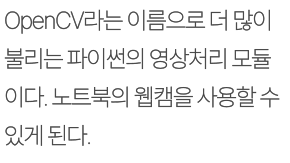 OpenCV라는 이름으로 더 많이
불리는 파이썬의 영상처리 모듈
이다. 노트북의 웹캠을 사용할 수
있게 된다.